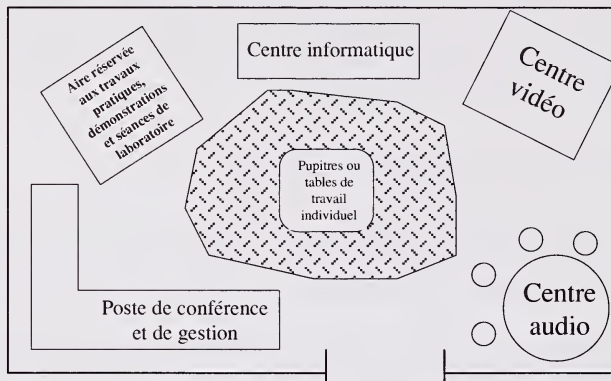 Aire réservée
aux travaux
pratiques,
démonstrations
et séances de
laboratoire
Centre informatique
Centre
vidéo
Pupitres ou
tables de
travail
individuel
Poste de conférence
et de gestion
Centre
audio